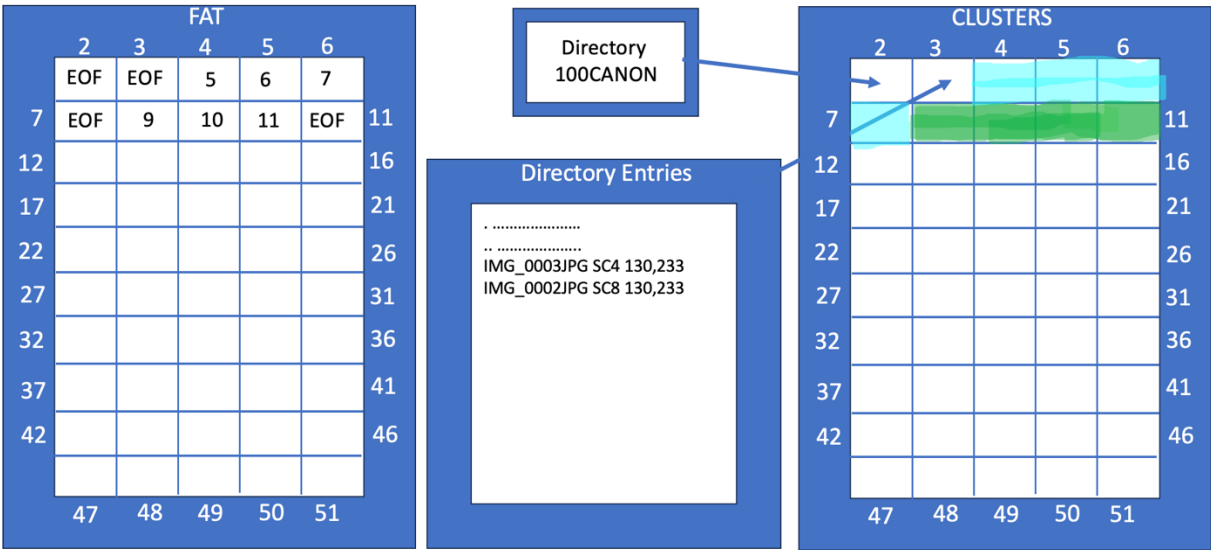 FAT
2 3 4 5 6
EOF EOF 5 6 7
7 EOF 9 10 11 EOF 11
12 16
17 21
22 26
27 31
32 36
37 41
42 46
47 48 49 50 51
Directory
100CANON
Directory Entries
. .....................
.. ....................
IMG_0003JPG SC4 130,233
IMG_0002JPG SC8 130,233
CLUSTERS
2 3 4 5 6
7 11
12 16
17 21
22 26
27 31
32 36
37 41
42 46
47 48 49 50 51